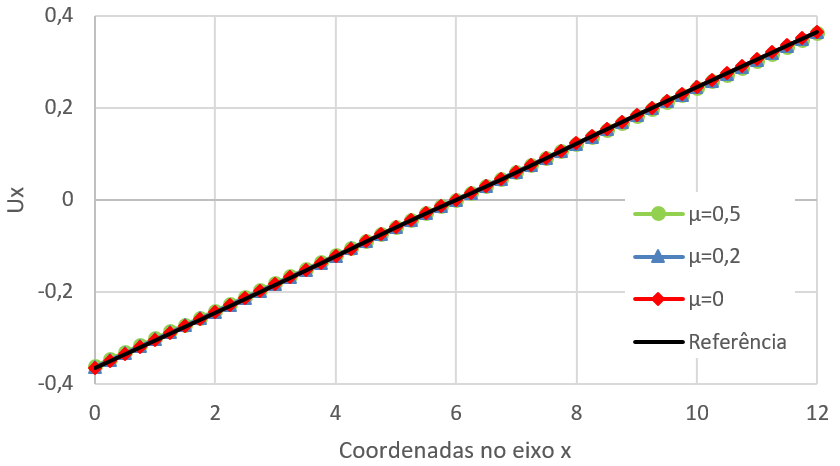 0,4
0,2
0
-0,2
-0,4
Ux
μ=0,5
μ=0,2
μ=0
Referência
0 2 4 6 8 10 12
Coordenadas no eixo x